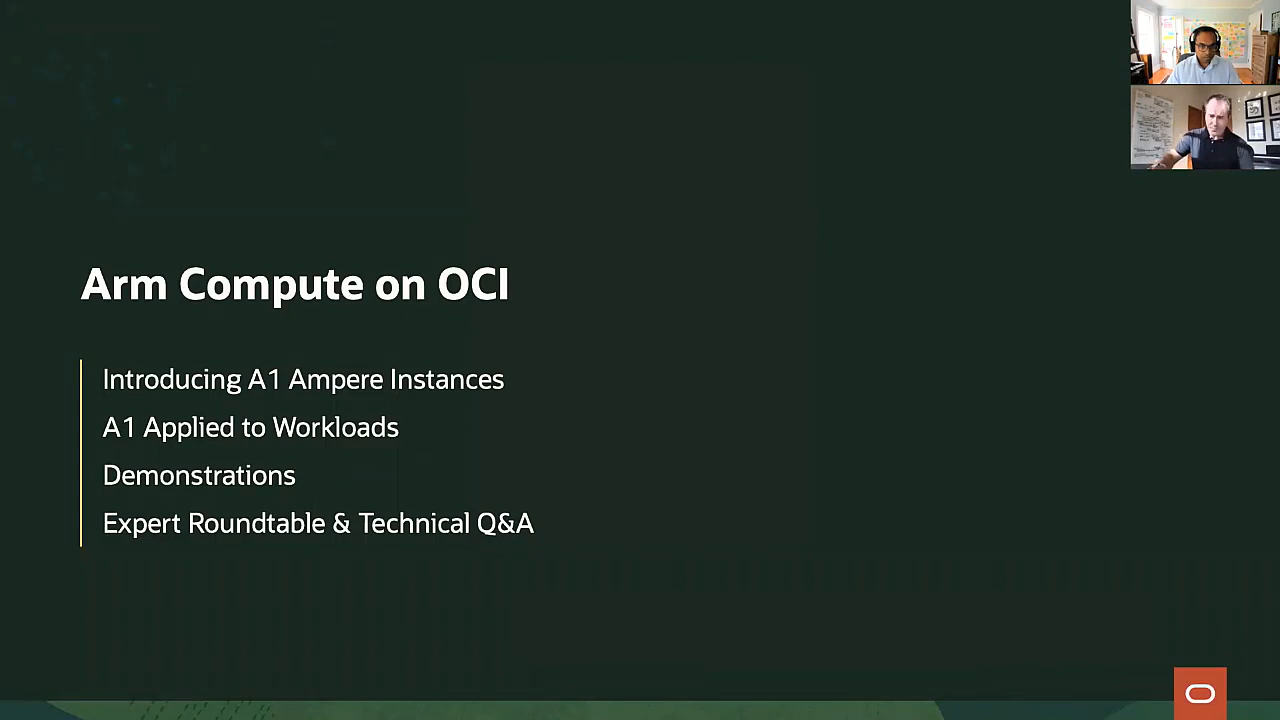 Arm Compute on OCI
Introducing A1 Ampere Instances
A1 Applied to Workloads
Demonstrations
Expert Roundtable & Technical Q&A